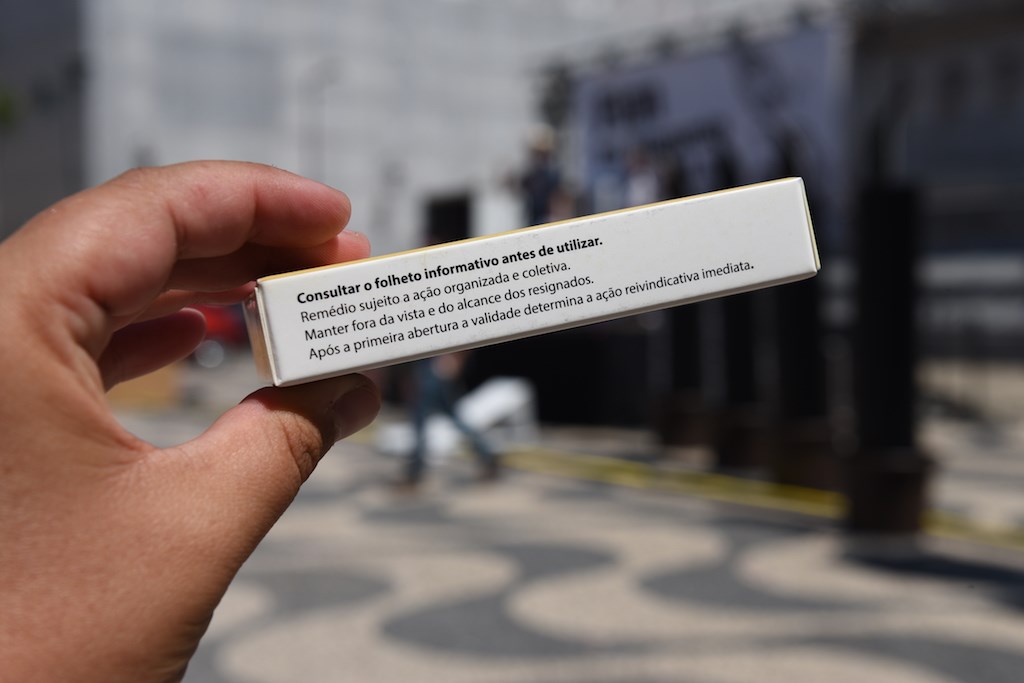 Consultar o folheto informativo antes de utilizar.
Remédio sujeito a ação organizada e coletiva.
Manter fora da vista e do alcance dos resignados.
Após a primeira abertura a validade determina a ação reivindicativa imediata.